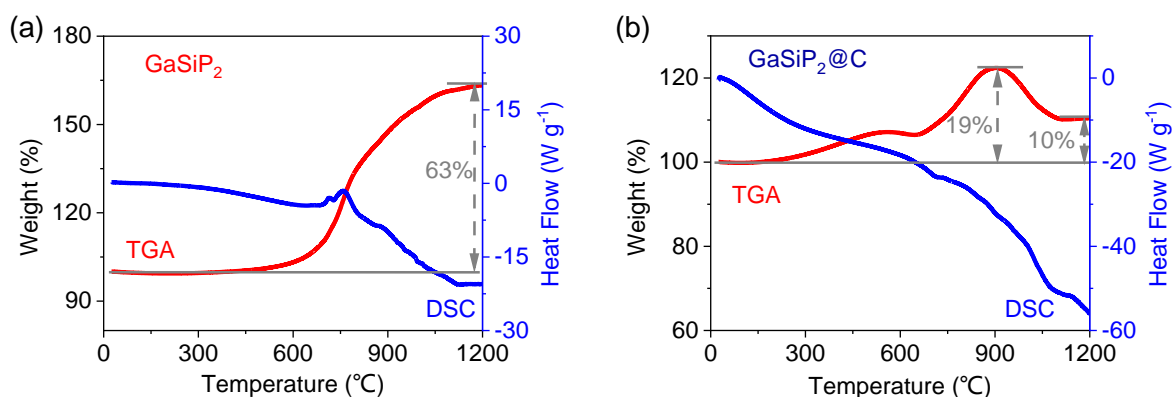 (a)
180
150
120
90
Weight (%)
GaSiP₂
63%
TGA
DSC
30
15
0
-15
-30
Heat Flow (W g⁻¹)
0 300 600 900 1200
Temperature (℃)
(b)
120
100
80
60
Weight (%)
GaSiP₂@C
19%
10%
TGA
DSC
0
-20
-40
-60
Heat Flow (W g⁻¹)
0 300 600 900 1200
Temperature (℃)